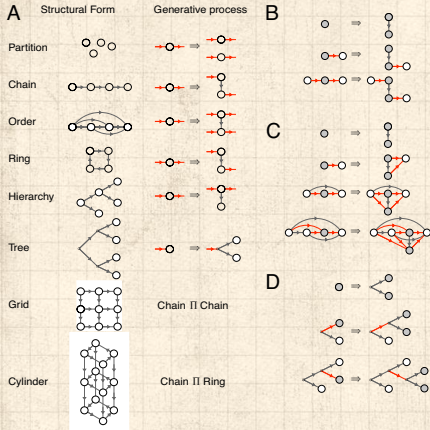 A Structural Form Generative process
Partition
Chain
Order
Ring
Hierarchy
Tree
Grid Chain Π Chain
Cylinder Chain Π Ring
B
C
D